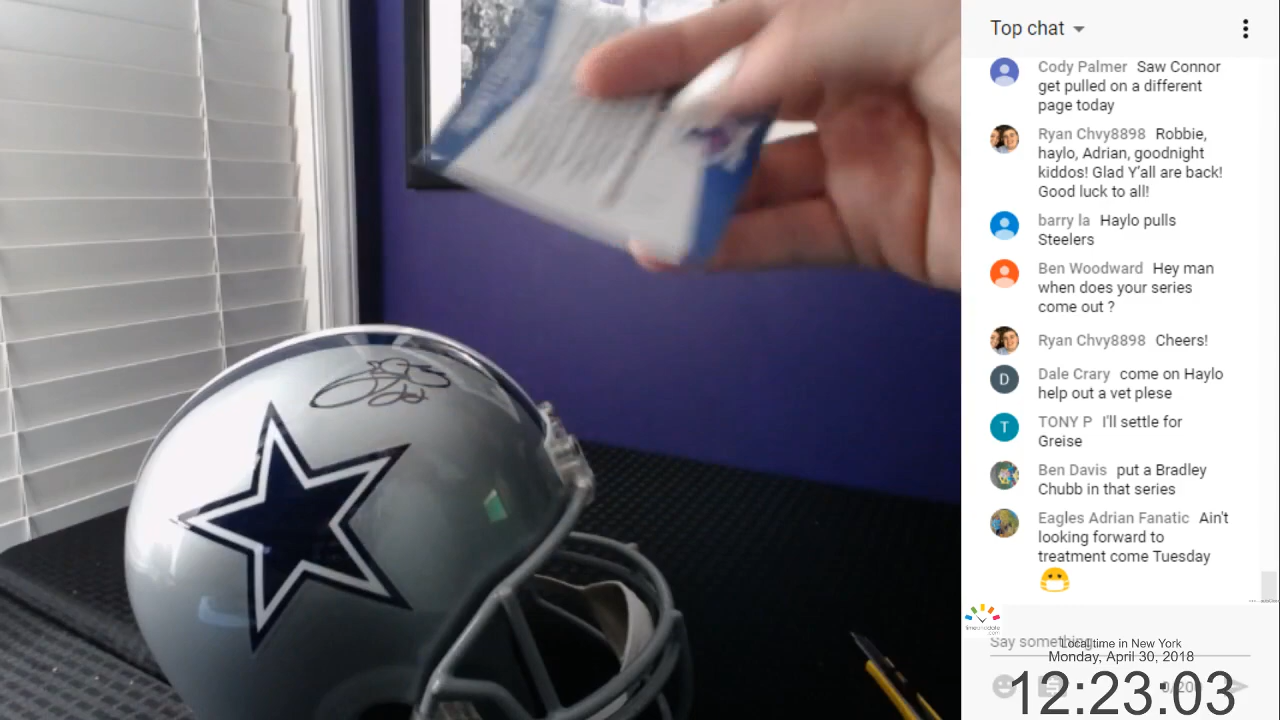 Top chat
Cody Palmer Saw Connor
get pulled on a different
page today
Ryan Chvy8898 Robbie,
haylo, Adrian, goodnight
kiddos! Glad Y'all are back!
Good luck to all!
barry la Haylo pulls
Steelers
Ben Woodward Hey man
when does your series
come out ?
Ryan Chvy8898 Cheers!
Dale Crary come on Haylo
D
help out a vet plese
TONY P I'll settle for
T
Greise
Ben Davis put a Bradley
Chubb in that series
Eagles Adrian Fanatic Ain't
looking forward to
treatment come Tuesday
Say something...
Local time in New York
Monday, April 30, 2018
12:23:03